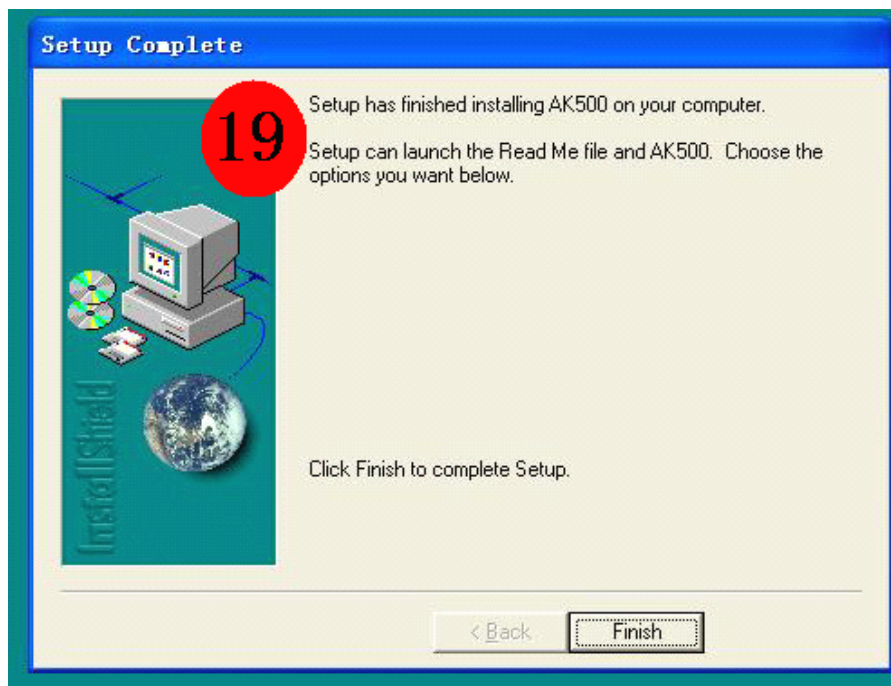 Setup Complete
19
Setup has finished installing AK500 on your computer.
Setup can launch the Read Me file and AK500. Choose the
options you want below.
InstallShield
Click Finish to complete Setup.
< Back
Finish